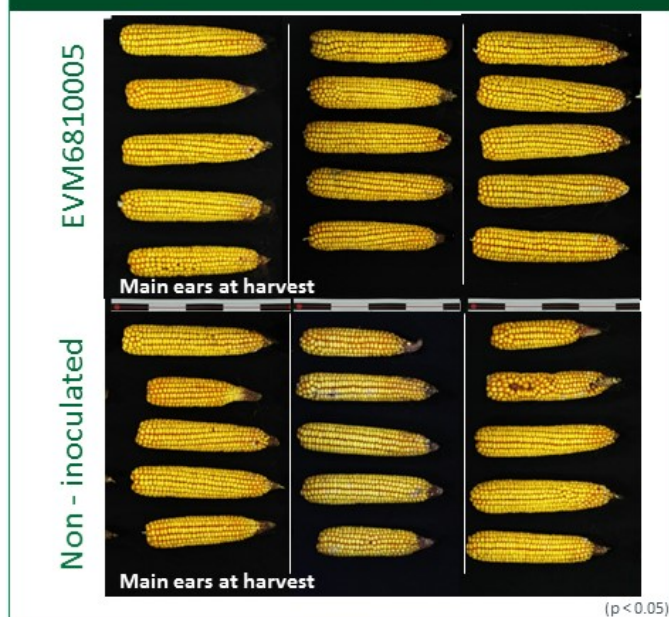 EVM6810005
Main ears at harvest
Non - inoculated
Main ears at harvest
(p < 0.05)